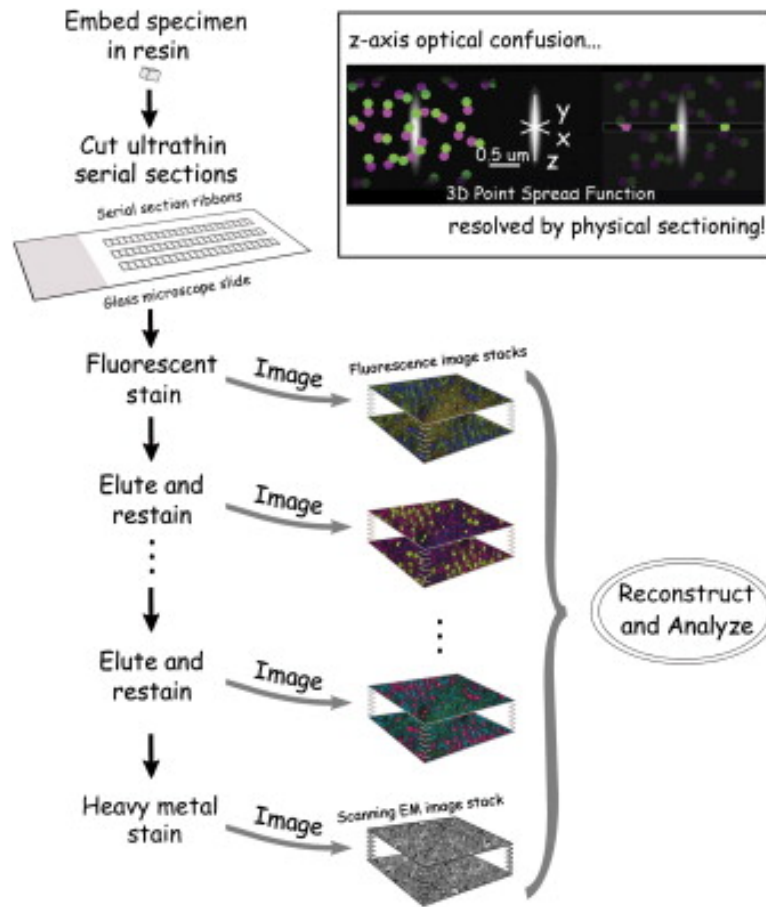 Embed specimen
in resin
Cut ultrathin
serial sections
Serial section ribbons
Glass microscope slide
z-axis optical confusion...
y
x
z
0.5 um
3D Point Spread Function
resolved by physical sectioning!
Fluorescent
stain
Image
Fluorescence image stacks
Elute and
restain
Image
Elute and
restain
Image
Heavy metal
stain
Image
Scanning EM image stack
Reconstruct
and Analyze